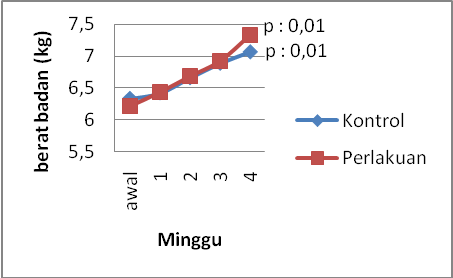 berat badan (kg)
7,5
7
6,5
6
5,5
p : 0,01
p : 0,01
awal
1
2
3
4
Minggu
Kontrol
Perlakuan